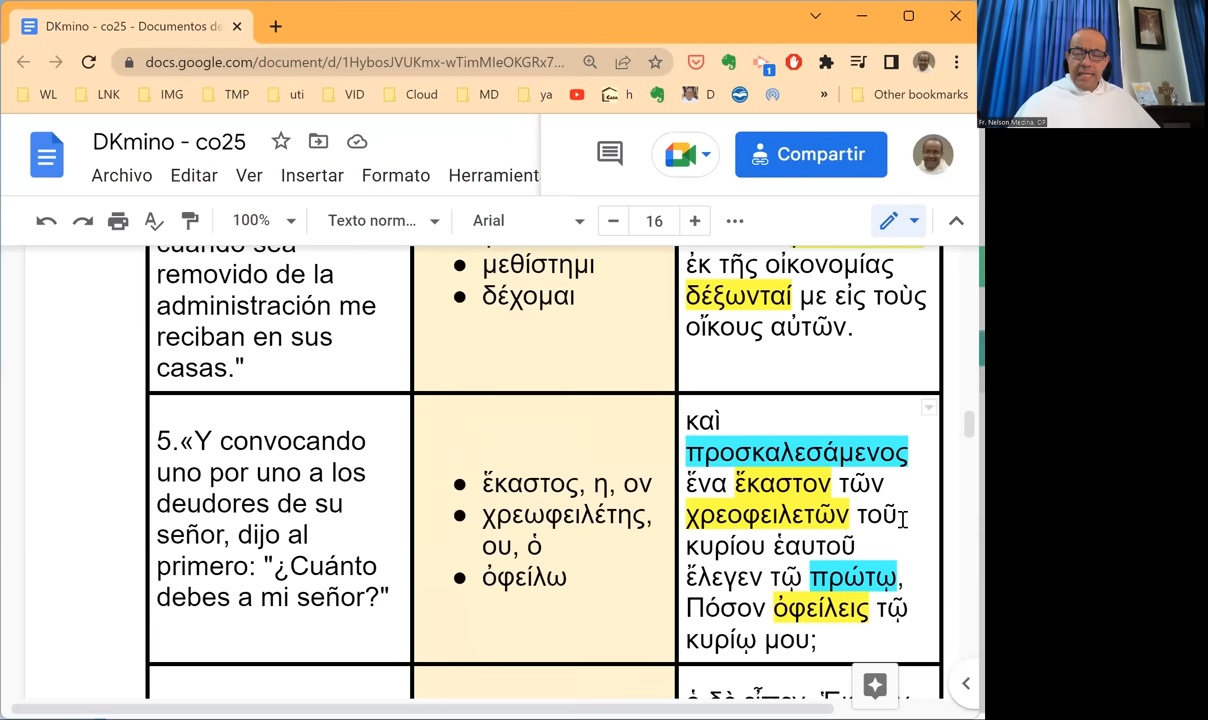 DKmino - co25 - Documentos de
docs.google.com/document/d/1HybosJVUKmx-wTimMIeOKGRx7...
1
WL LNK IMG TMP uti VID Cloud MD ya h D » Other bookmarks
DKmino - co25
Compartir
Archivo Editar Ver Insertar Formato Herramient
100% Texto norm... Arial 16
cuando sea
removido de la
administración me
reciban en sus
casas."
● μεθίστημι
● δέχομαι
ἐκ τῆς οἰκονομίας
δέξωνταί με εἰς τοὺς
οἴκους αὐτῶν.
5.«Y convocando
uno por uno a los
deudores de su
señor, dijo al
primero: "¿Cuánto
debes a mi señor?"
● ἕκαστος, η, ον
● χρεωφειλέτης,
ου, ὁ
● ὀφείλω
καὶ
προσκαλεσάμενος
ἕνα ἕκαστον τῶν
χρεοφειλετῶν τοῦ
κυρίου ἑαυτοῦ
ἔλεγεν τῷ πρώτῳ,
Πόσον ὀφείλεις τῷ
κυρίῳ μου;
Fr. Nelson Medina, OP